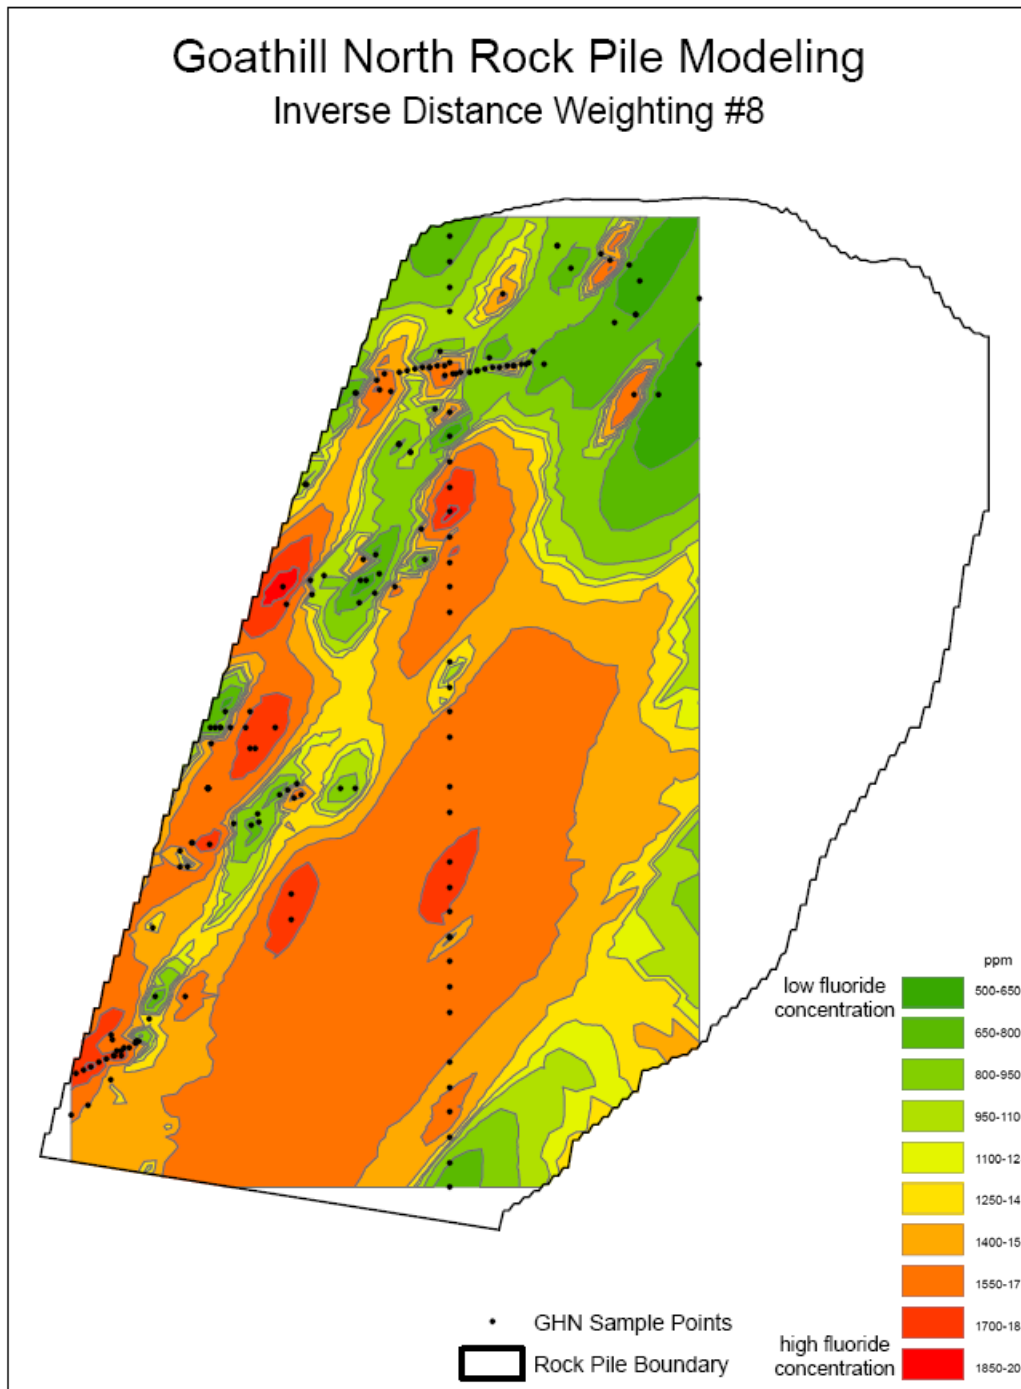 Goathill North Rock Pile Modeling
Inverse Distance Weighting #8
ppm
low fluoride
concentration
500-650
650-800
800-950
950-110
1100-12
1250-14
1400-15
1550-17
1700-18
high fluoride
concentration
1850-20
GHN Sample Points
Rock Pile Boundary